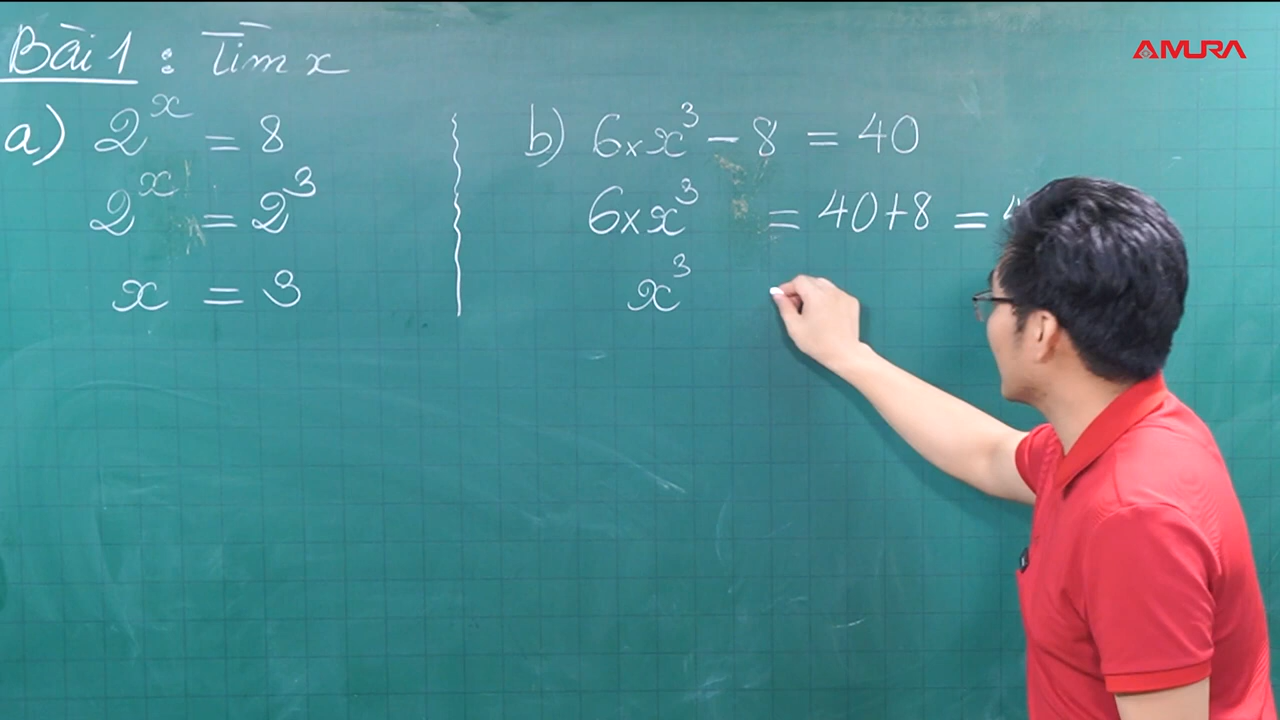 Bài 1 : Tìm x
AMURA
a) 2^x = 8
2^x = 2^3
x = 3
b) 6 × x^3 - 8 = 40
6 × x^3 = 40 + 8 =
x^3